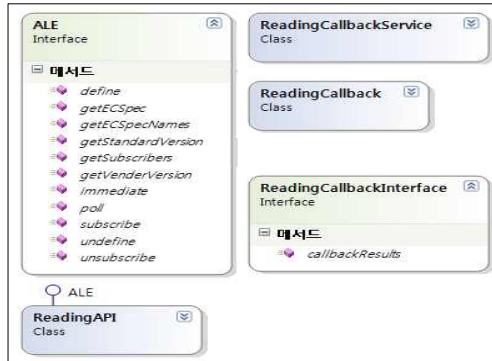 ALE
Interface
메서드
define
getECSpec
getECSpecNames
getStandardVersion
getSubscribers
getVenderVersion
immediate
poll
subscribe
undefine
unsubscribe
ALE
ReadingAPI
Class
ReadingCallbackService
Class
ReadingCallback
Class
ReadingCallbackInterface
Interface
메서드
callbackResults